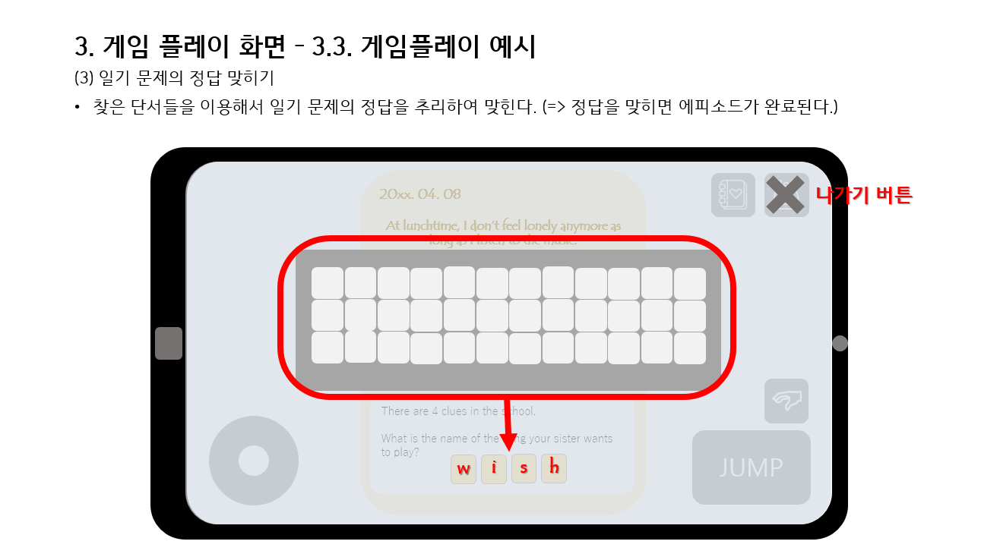 3. 게임 플레이 화면 – 3.3. 게임플레이 예시
(3) 일기 문제의 정답 맞히기
• 찾은 단서들을 이용해서 일기 문제의 정답을 추리하여 맞힌다. (=> 정답을 맞히면 에피소드가 완료된다.)
20xx. 04. 08
나가기 버튼
At lunchtime, I don't feel lonely anymore as
long as I listen to the music.
There are 4 clues in the school.
What is the name of the song your sister wants
to play?
w i s h
JUMP